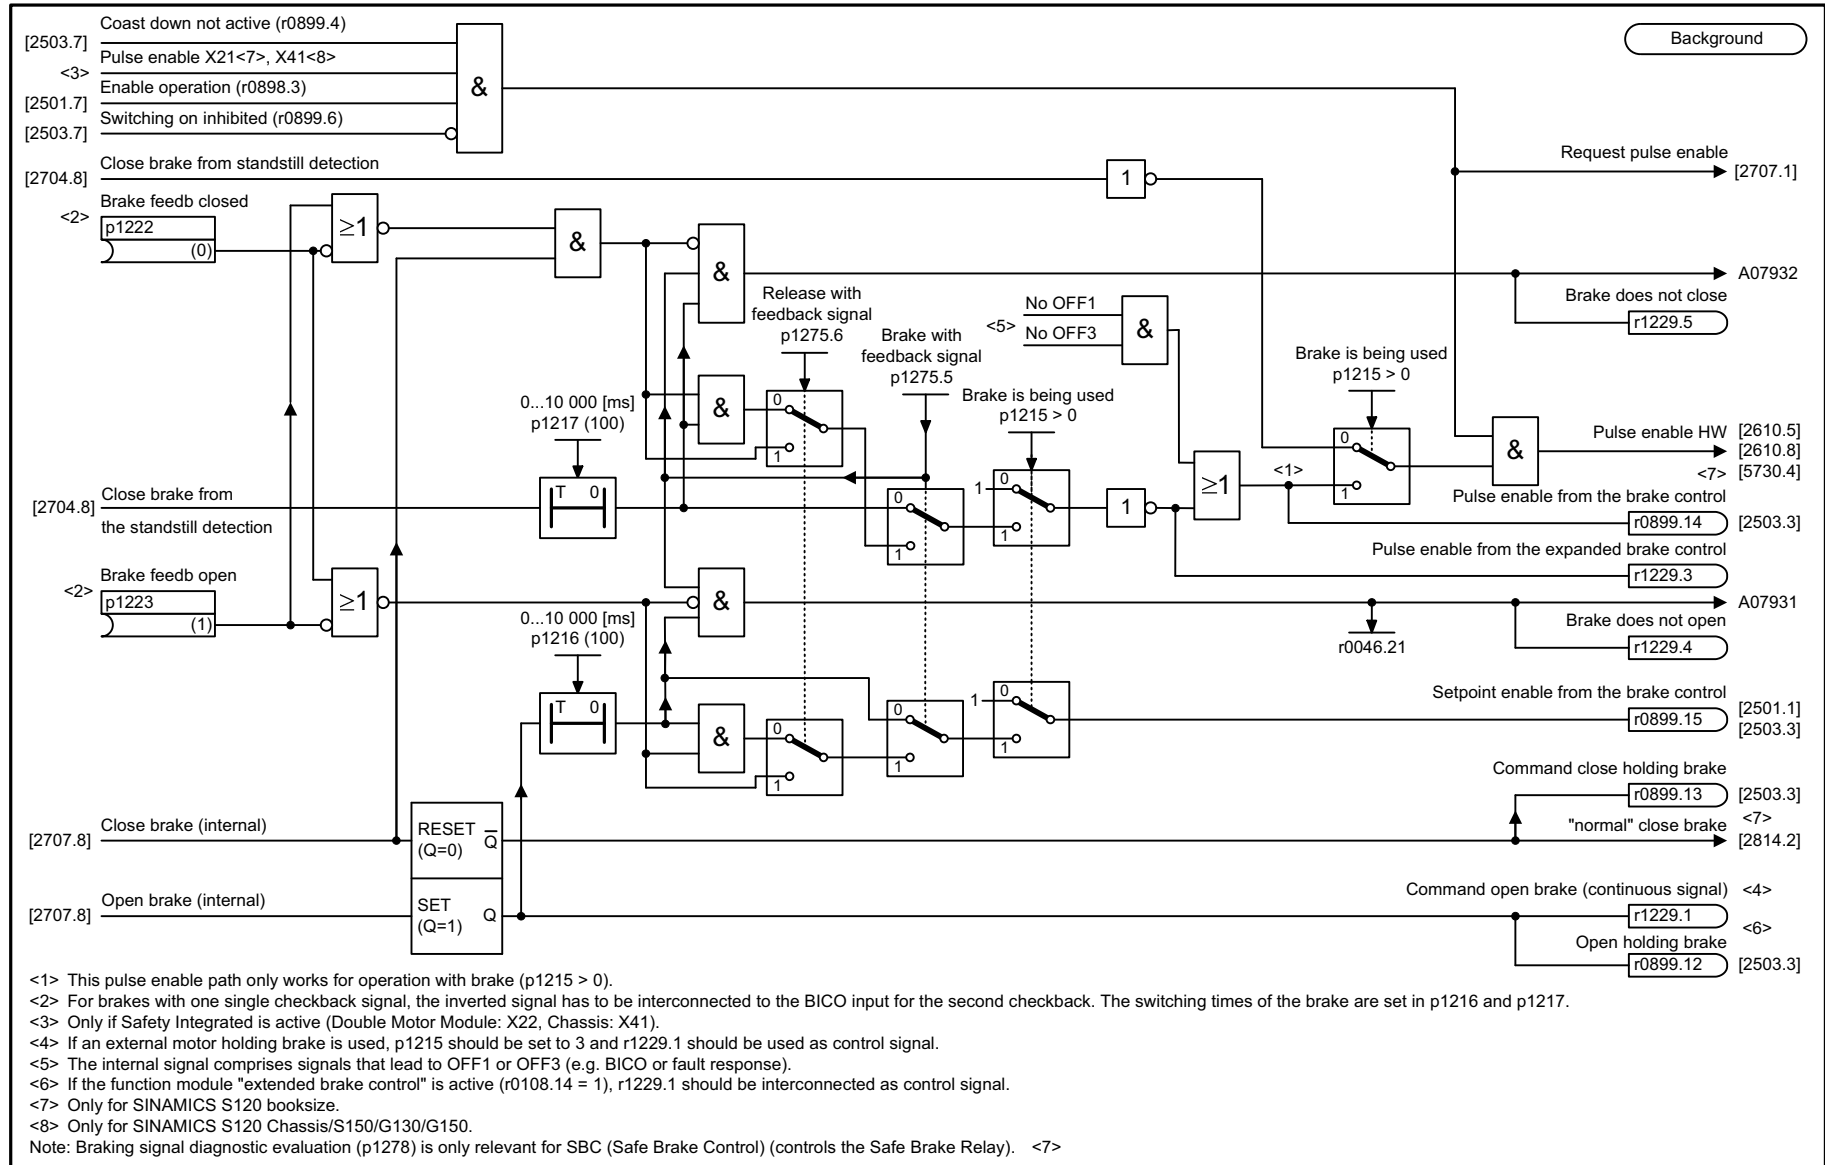 Coast down not active (r0899.4)
[2503.7]
Background
Pulse enable X21<7>, X41<8>
<3>
Enable operation (r0898.3)
&
[2501.7]
Switching on inhibited (r0899.6)
[2503.7]
Close brake from standstill detection
[2704.8]
1
Request pulse enable
[2707.1]
Brake feedb closed
<2>
p1222
(0)
≥1
&
&
A07932
Brake does not close
r1229.5
Release with
feedback signal
p1275.6
Brake with
feedback signal
p1275.5
No OFF1
<5>
No OFF3
&
Brake is being used
p1215 > 0
Brake is being used
p1215 > 0
0...10 000 [ms]
p1217 (100)
&
0
1
0
1
&
Pulse enable HW
[2610.5]
[2610.8]
<7>
[5730.4]
Close brake from
[2704.8]
the standstill detection
T 0
0
1
1
0
1
1
≥1
<1>
Pulse enable from the brake control
r0899.14
[2503.3]
Pulse enable from the expanded brake control
r1229.3
Brake feedb open
<2>
p1223
(1)
≥1
&
A07931
Brake does not open
r1229.4
r0046.21
0...10 000 [ms]
p1216 (100)
T 0
&
0
1
0
1
1
0
1
Setpoint enable from the brake control
r0899.15
[2501.1]
[2503.3]
Command close holding brake
r0899.13
[2503.3]
Close brake (internal)
[2707.8]
RESET
(Q=0)
Q̅
<7>
"normal" close brake
[2814.2]
Open brake (internal)
[2707.8]
SET
(Q=1)
Q
Command open brake (continuous signal)
<4>
r1229.1
<6>
Open holding brake
r0899.12
[2503.3]
<1> This pulse enable path only works for operation with brake (p1215 > 0).
<2> For brakes with one single checkback signal, the inverted signal has to be interconnected to the BICO input for the second checkback. The switching times of the brake are set in p1216 and p1217.
<3> Only if Safety Integrated is active (Double Motor Module: X22, Chassis: X41).
<4> If an external motor holding brake is used, p1215 should be set to 3 and r1229.1 should be used as control signal.
<5> The internal signal comprises signals that lead to OFF1 or OFF3 (e.g. BICO or fault response).
<6> If the function module "extended brake control" is active (r0108.14 = 1), r1229.1 should be interconnected as control signal.
<7> Only for SINAMICS S120 booksize.
<8> Only for SINAMICS S120 Chassis/S150/G130/G150.
Note: Braking signal diagnostic evaluation (p1278) is only relevant for SBC (Safe Brake Control) (controls the Safe Brake Relay). <7>